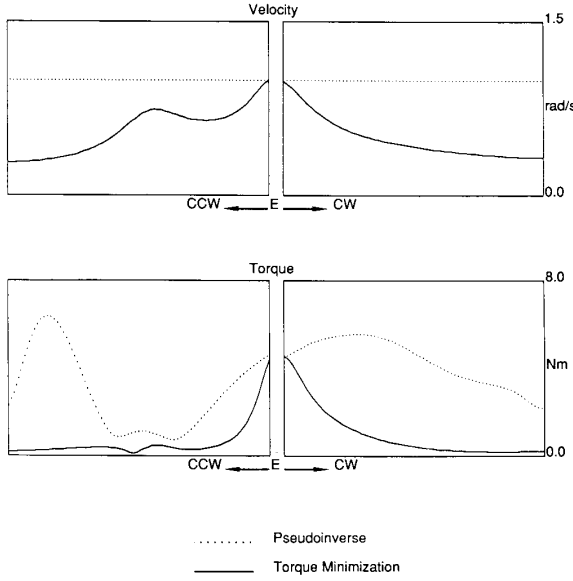 Velocity
1.5
rad/s
0.0
CCW E CW
Torque
8.0
Nm
0.0
CCW E CW
Pseudoinverse
Torque Minimization